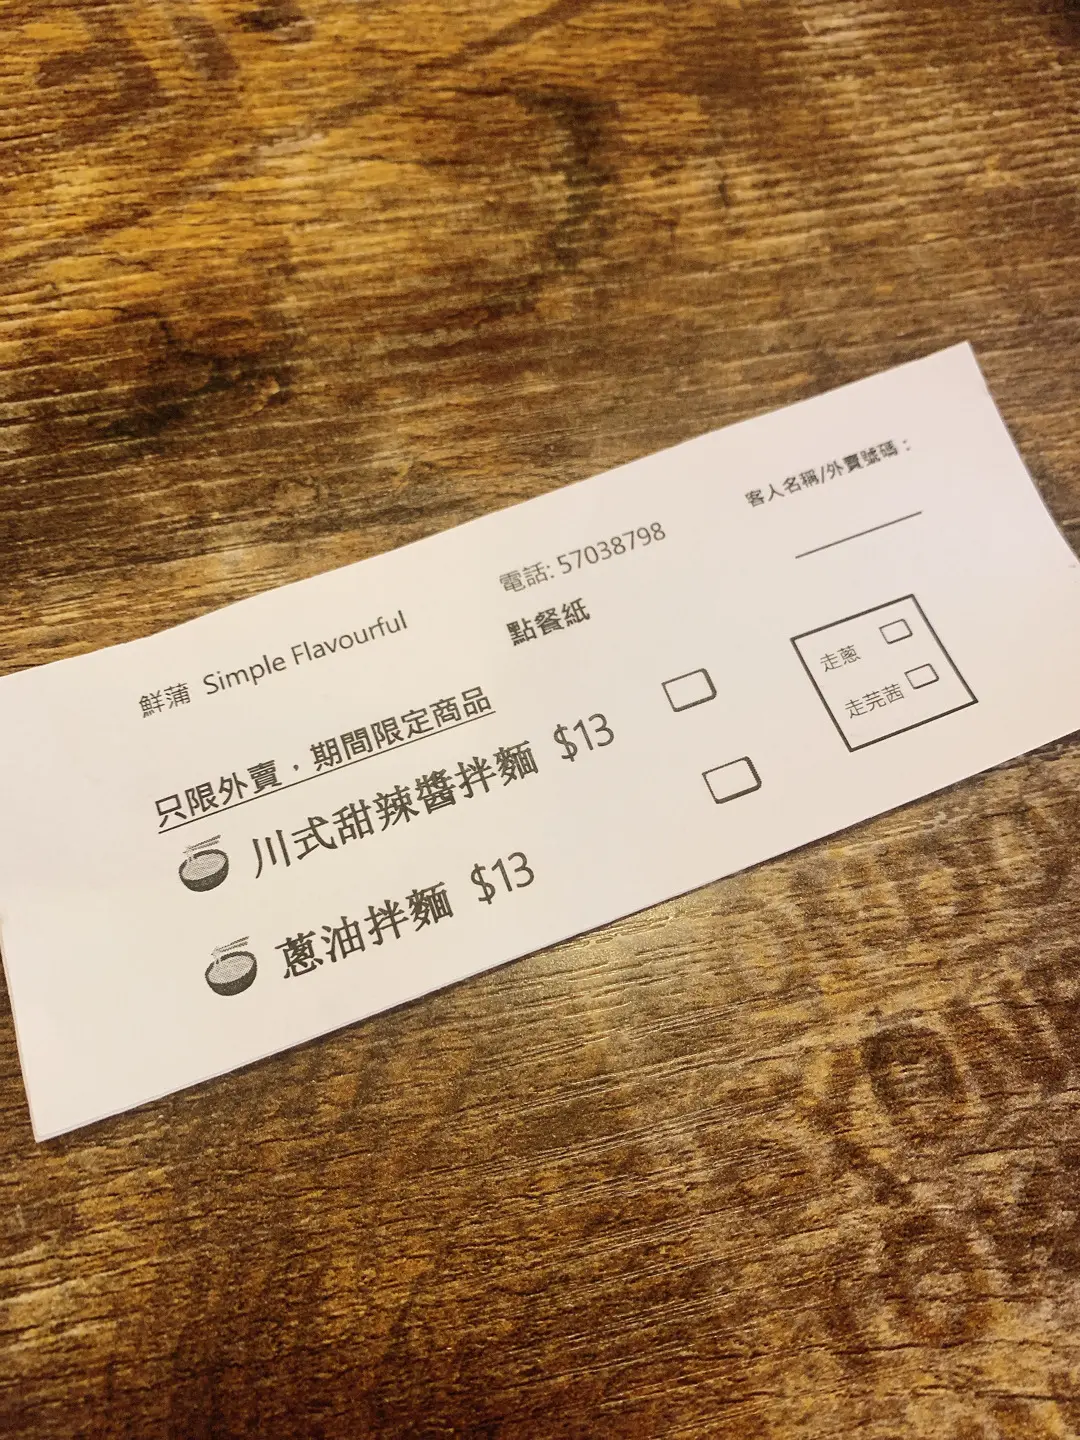 鮮蒲 Simple Flavourful
電話: 57038798
客人名稱/外賣號碼：
點餐紙
只限外賣，期間限定商品
川式甜辣醬拌麵 $13
蔥油拌麵 $13
走蔥
走芫茜